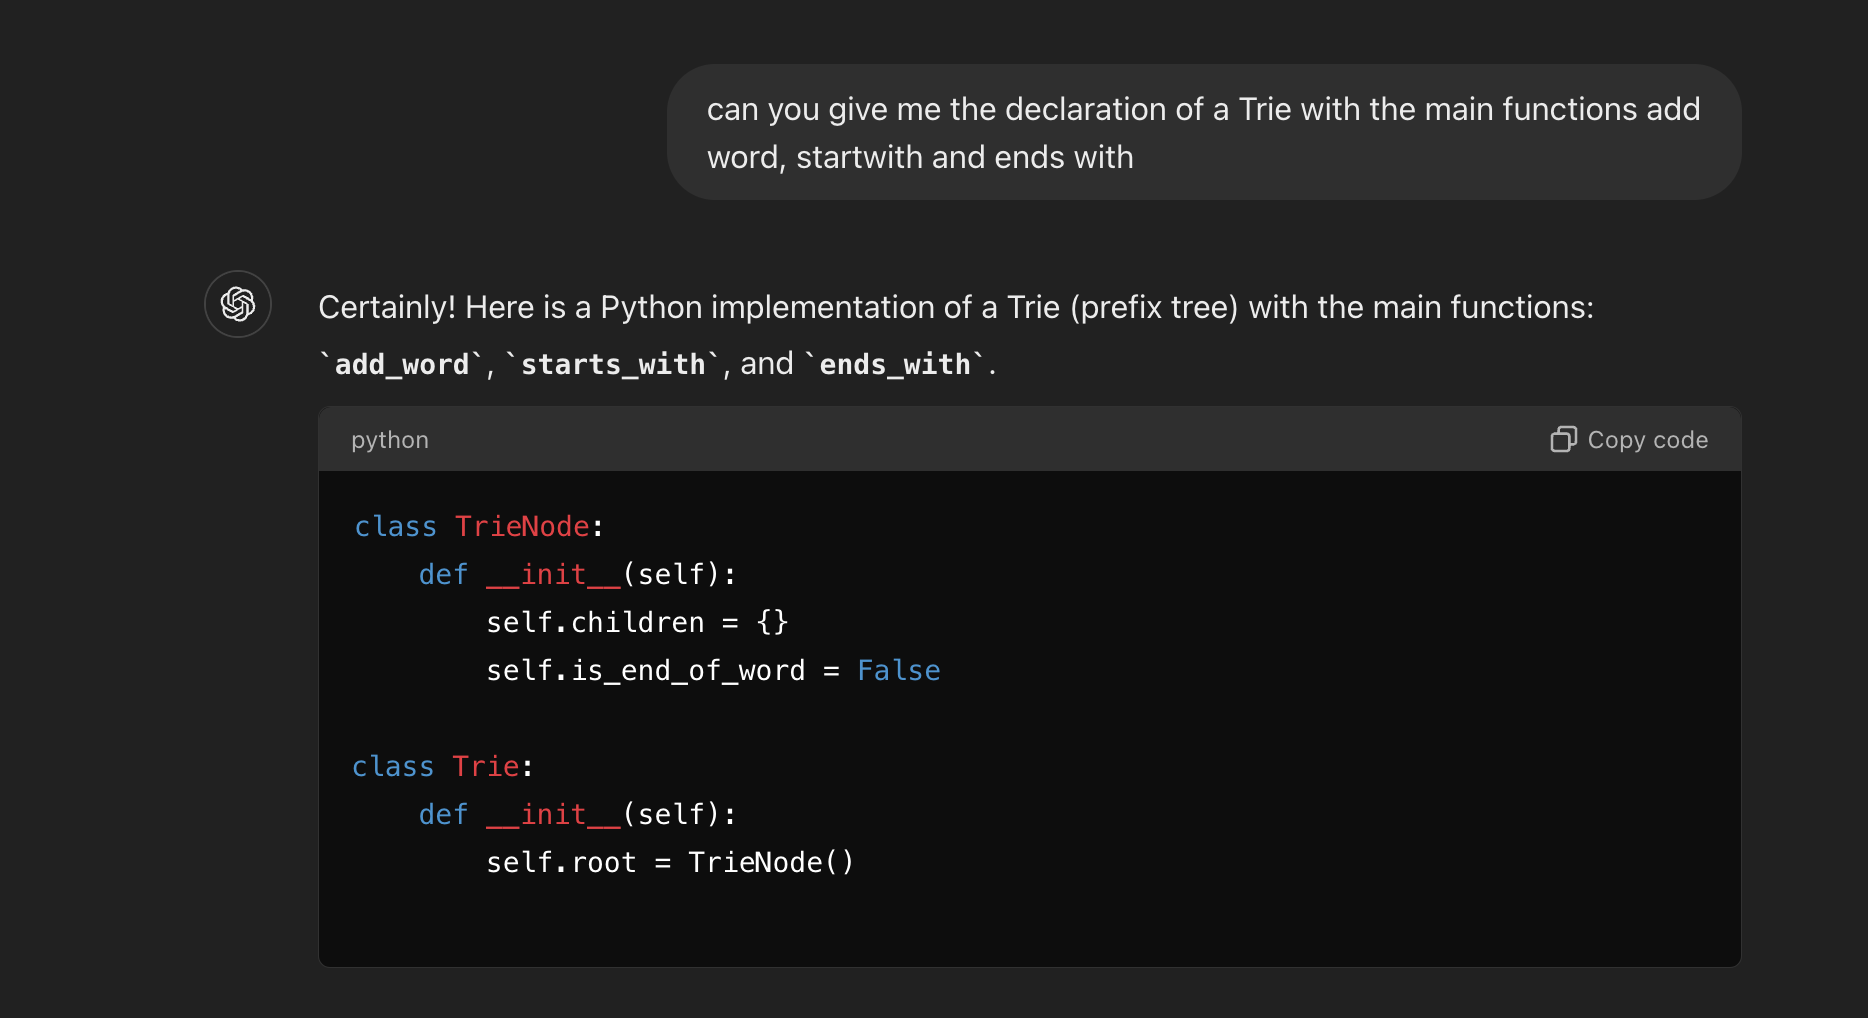 can you give me the declaration of a Trie with the main functions add
word, startwith and ends with
Certainly! Here is a Python implementation of a Trie (prefix tree) with the main functions:
`add_word`, `starts_with`, and `ends_with`.
python
Copy code
class TrieNode:
    def __init__(self):
        self.children = {}
        self.is_end_of_word = False
class Trie:
    def __init__(self):
        self.root = TrieNode()